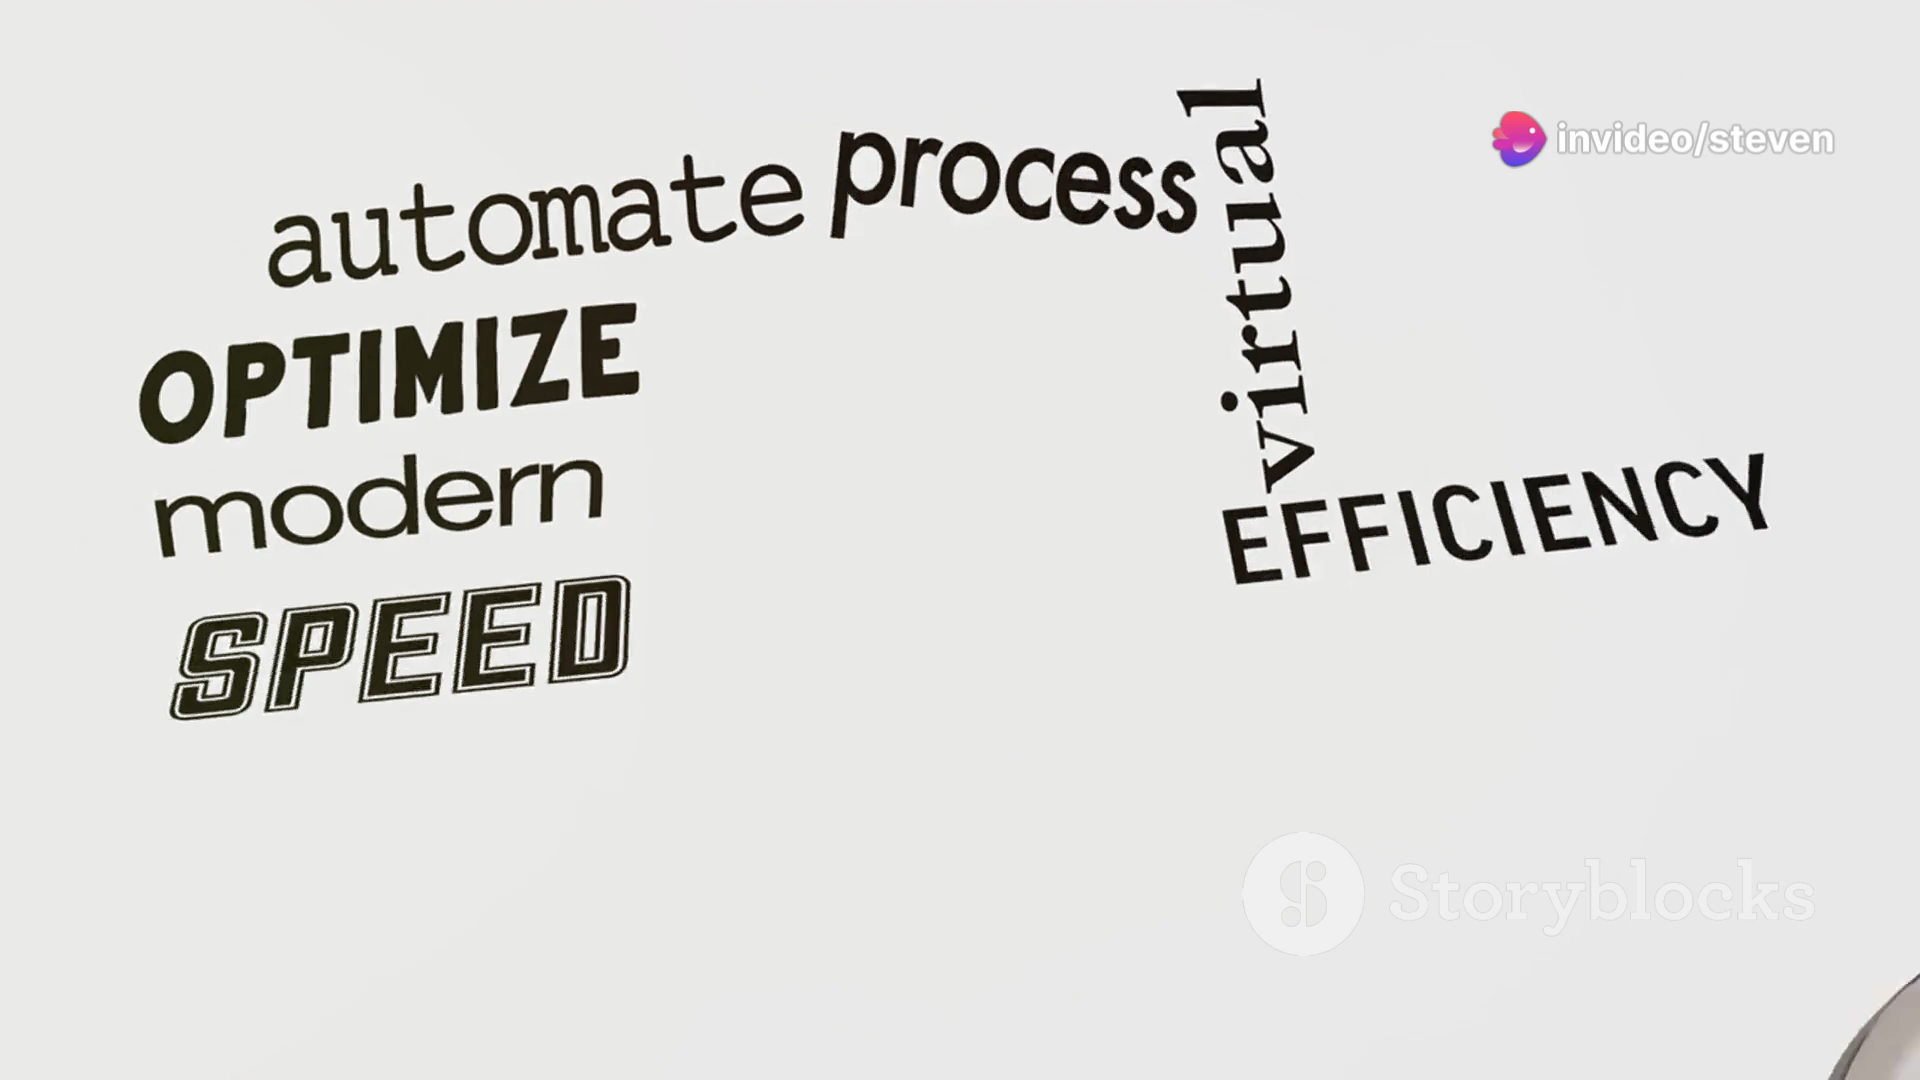 automate process
virtual
invideo/steven
OPTIMIZE
modern
EFFICIENCY
SPEED
Storyblocks